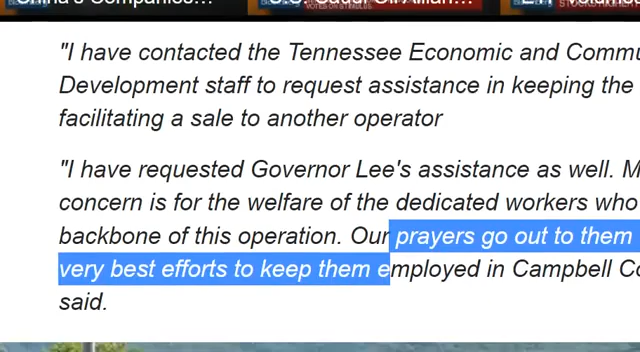 "I have contacted the Tennessee Economic and
Development staff to request assistance in keeping the
facilitating a sale to another operator
"I have requested Governor Lee's assistance as well.
concern is for the welfare of the dedicated workers who
backbone of this operation. Our prayers go out to them
very best efforts to keep them employed in Campbell
said.